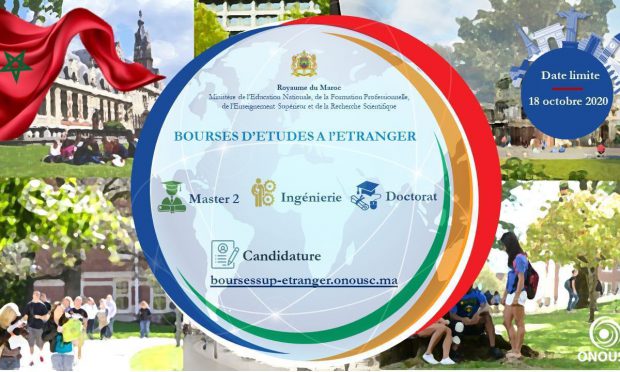 Royaume du Maroc
Ministère de l'Education Nationale, de la Formation Professionnelle,
de l'Enseignement Supérieur et de la Recherche Scientifique
BOURSES D'ETUDES A l'ETRANGER
Date limite
18 octobre 2020
Master 2
Ingénierie
Doctorat
Candidature
boursessup-etranger.onousc.ma